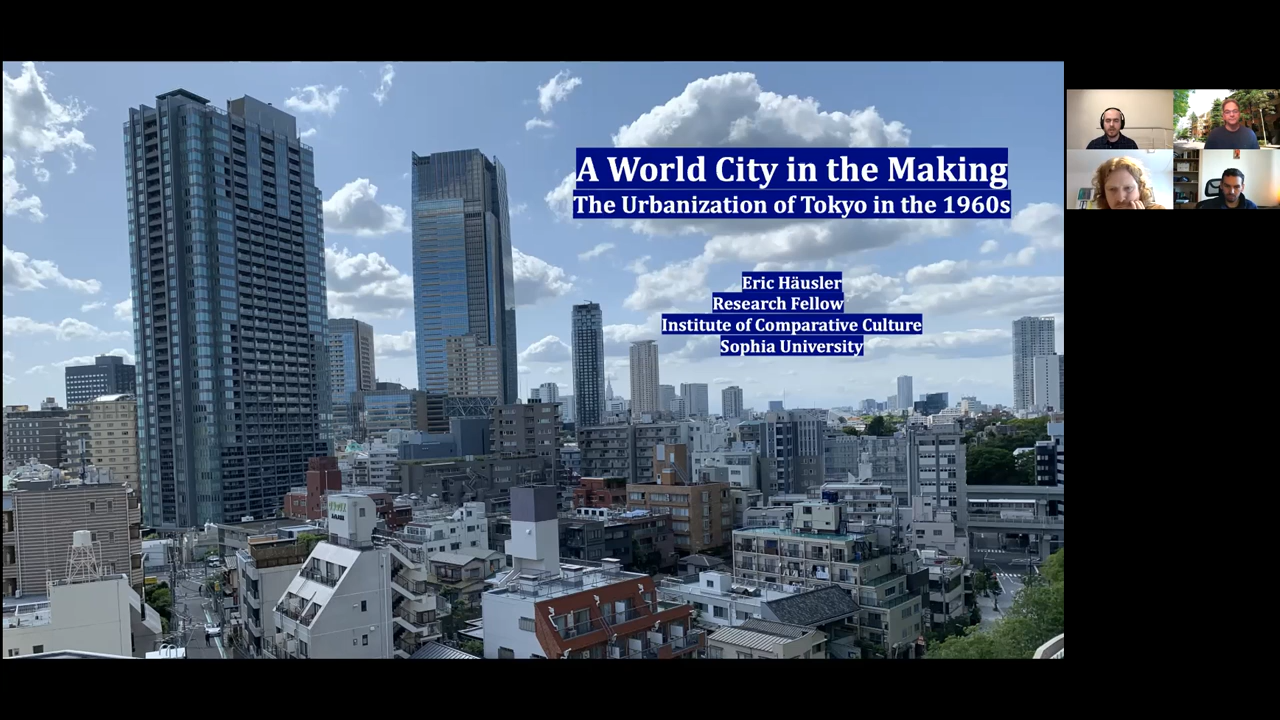 A World City in the Making
The Urbanization of Tokyo in the 1960s
Eric Häusler
Research Fellow
Institute of Comparative Culture
Sophia University